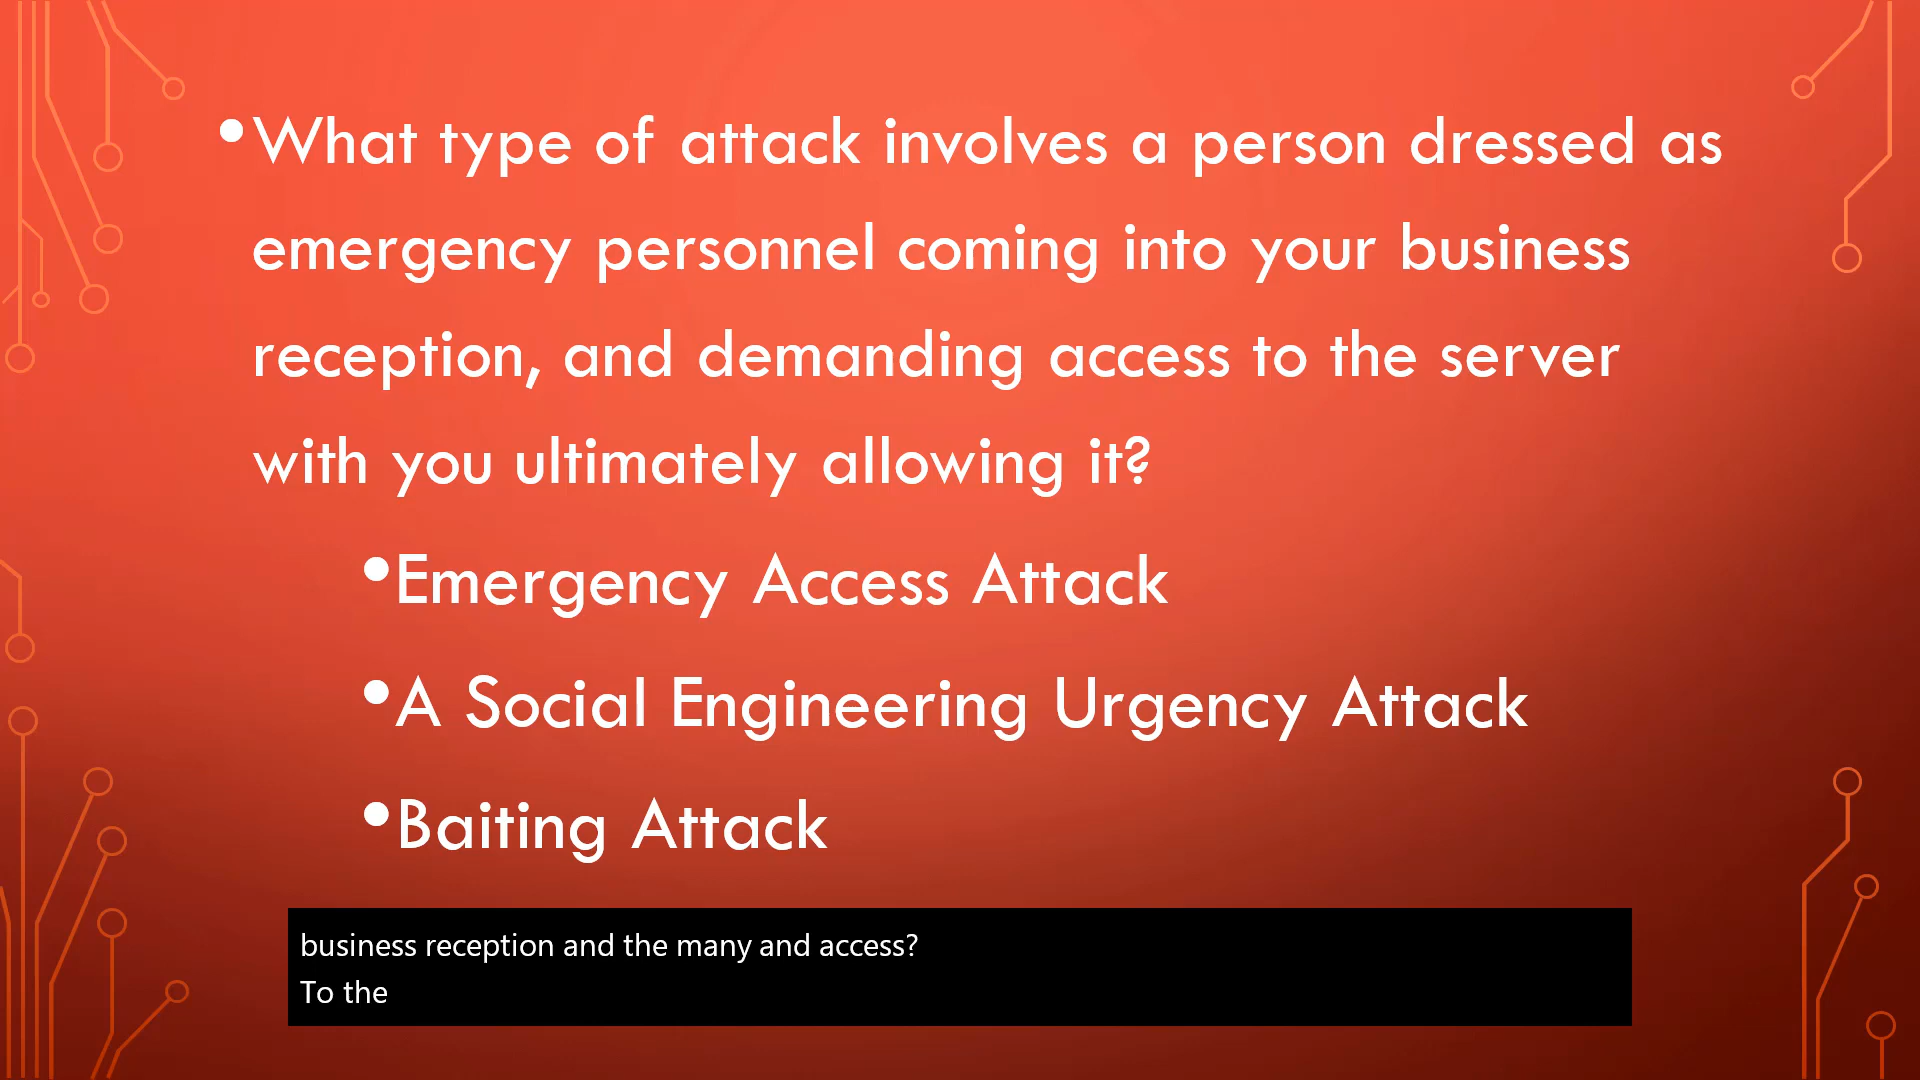 •What type of attack involves a person dressed as
emergency personnel coming into your business
reception, and demanding access to the server
with you ultimately allowing it?
•Emergency Access Attack
•A Social Engineering Urgency Attack
•Baiting Attack
business reception and the many and access?
To the